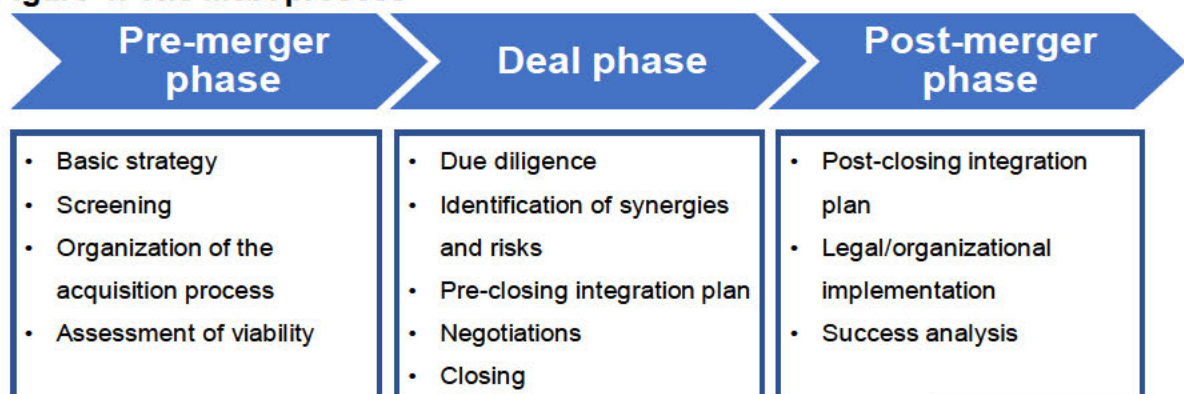 Pre-merger
phase
Deal phase
Post-merger
phase
• Basic strategy
• Screening
• Organization of the
acquisition process
• Assessment of viability
• Due diligence
• Identification of synergies
and risks
• Pre-closing integration plan
• Negotiations
• Closing
• Post-closing integration
plan
• Legal/organizational
implementation
• Success analysis